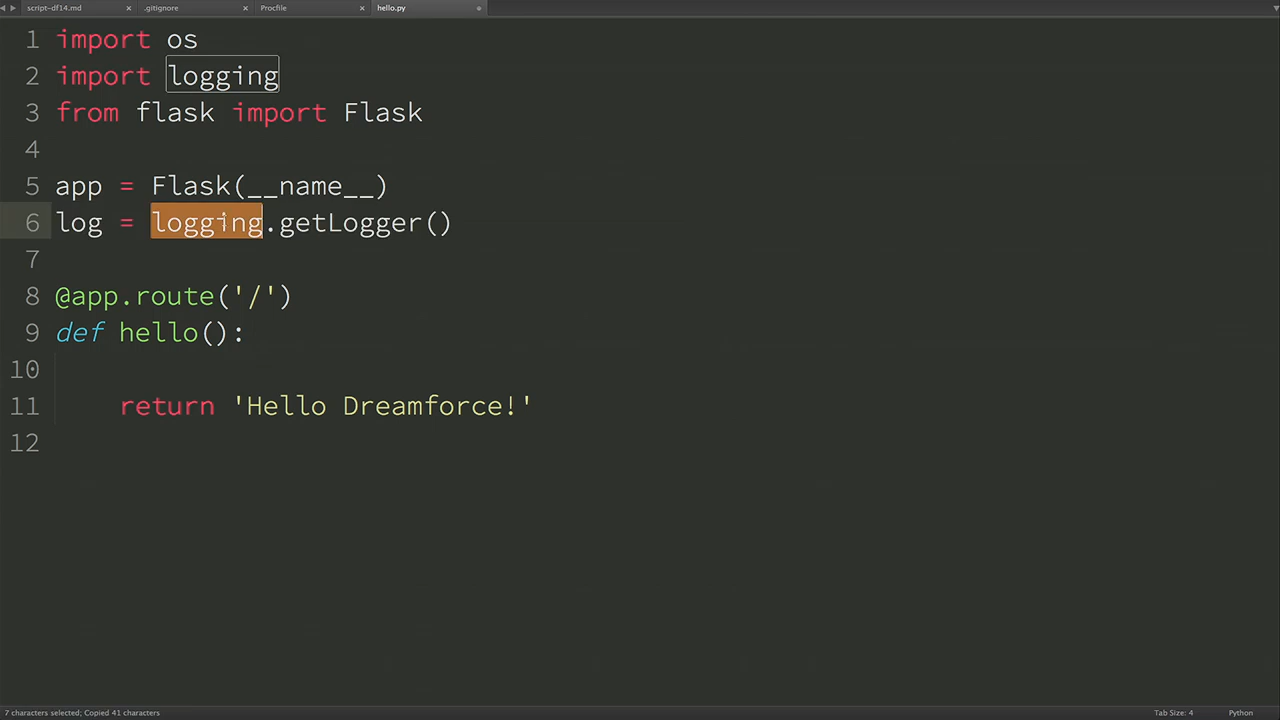 script-df14.md .gitignore Procfile hello.py
1 import os
2 import logging
3 from flask import Flask
4
5 app = Flask(__name__)
6 log = logging.getLogger()
7
8 @app.route('/')
9 def hello():
10
11     return 'Hello Dreamforce!'
12
7 characters selected; Copied 41 characters Tab Size: 4 Python